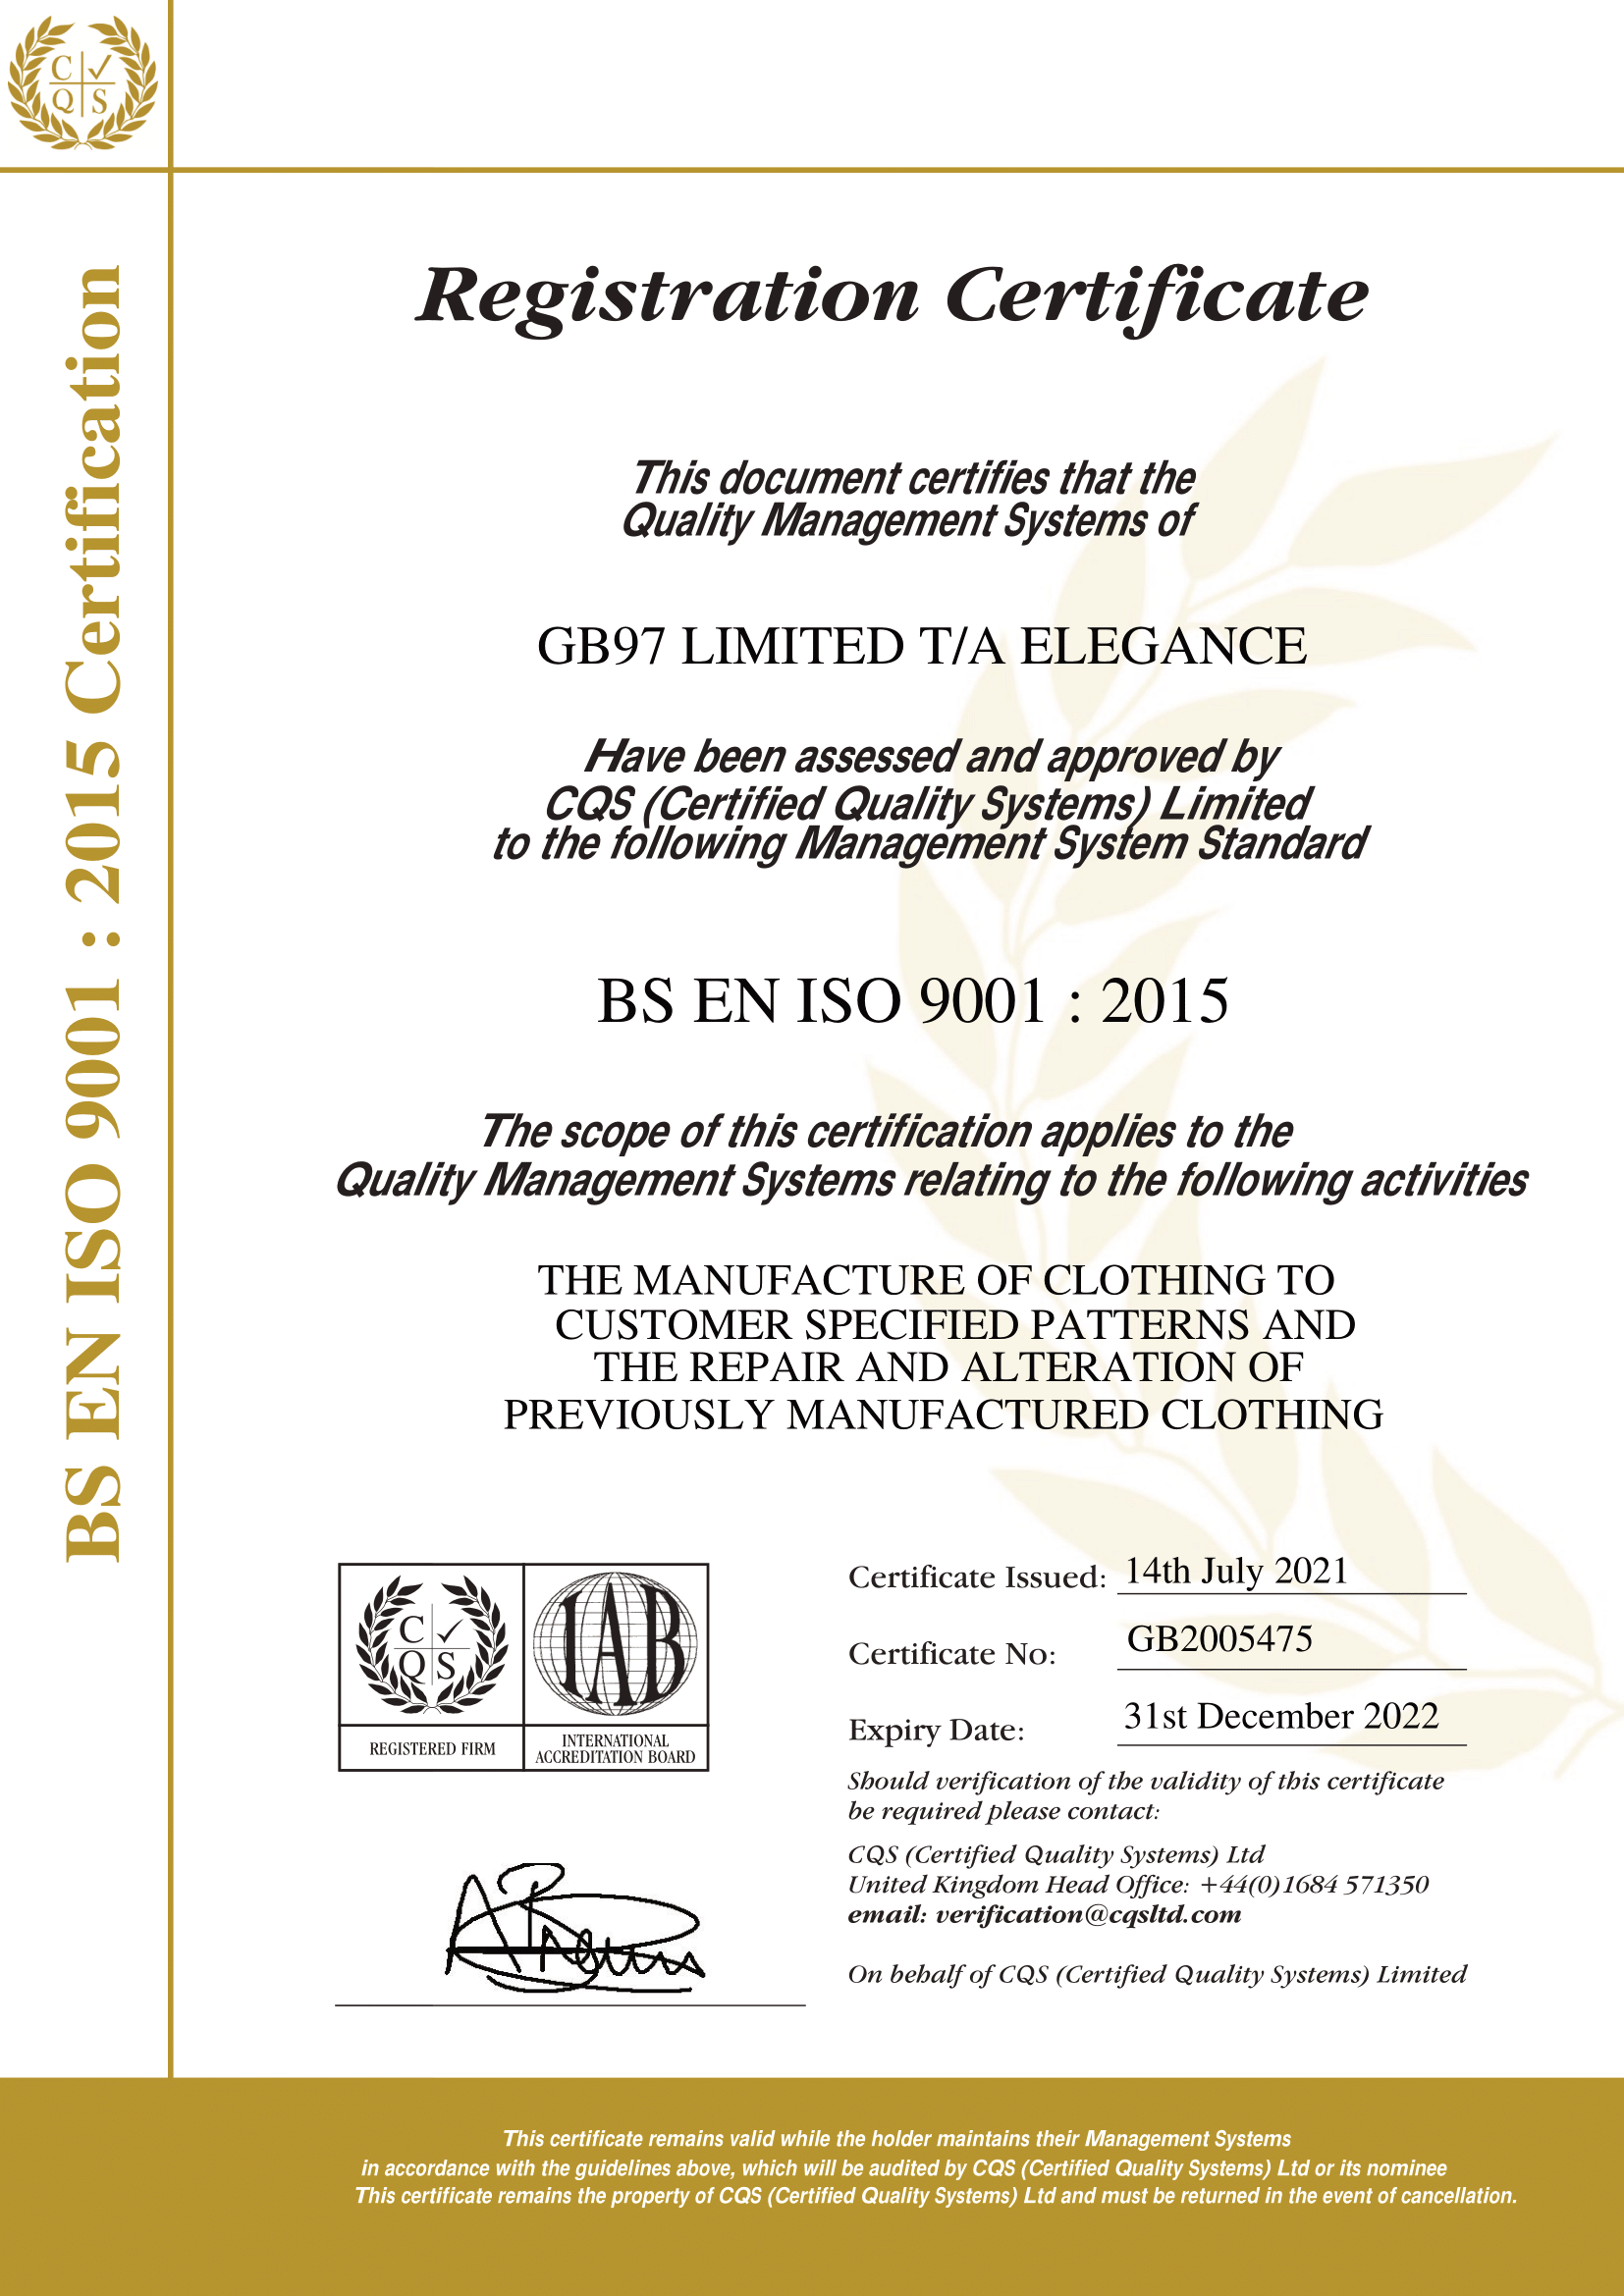 C
Q S
BS EN ISO 9001 : 2015 Certification
Registration Certificate
This document certifies that the
Quality Management Systems of
GB97 LIMITED T/A ELEGANCE
Have been assessed and approved by
CQS (Certified Quality Systems) Limited
to the following Management System Standard
BS EN ISO 9001 : 2015
The scope of this certification applies to the
Quality Management Systems relating to the following activities
THE MANUFACTURE OF CLOTHING TO
CUSTOMER SPECIFIED PATTERNS AND
THE REPAIR AND ALTERATION OF
PREVIOUSLY MANUFACTURED CLOTHING
C
Q S
REGISTERED FIRM
IAB
INTERNATIONAL
ACCREDITATION BOARD
Certificate Issued: 14th July 2021
Certificate No: GB2005475
Expiry Date: 31st December 2022
Should verification of the validity of this certificate
be required please contact:
CQS (Certified Quality Systems) Ltd
United Kingdom Head Office: +44(0)1684 571350
email: verification@cqsltd.com
On behalf of CQS (Certified Quality Systems) Limited
This certificate remains valid while the holder maintains their Management Systems
in accordance with the guidelines above, which will be audited by CQS (Certified Quality Systems) Ltd or its nominee
This certificate remains the property of CQS (Certified Quality Systems) Ltd and must be returned in the event of cancellation.